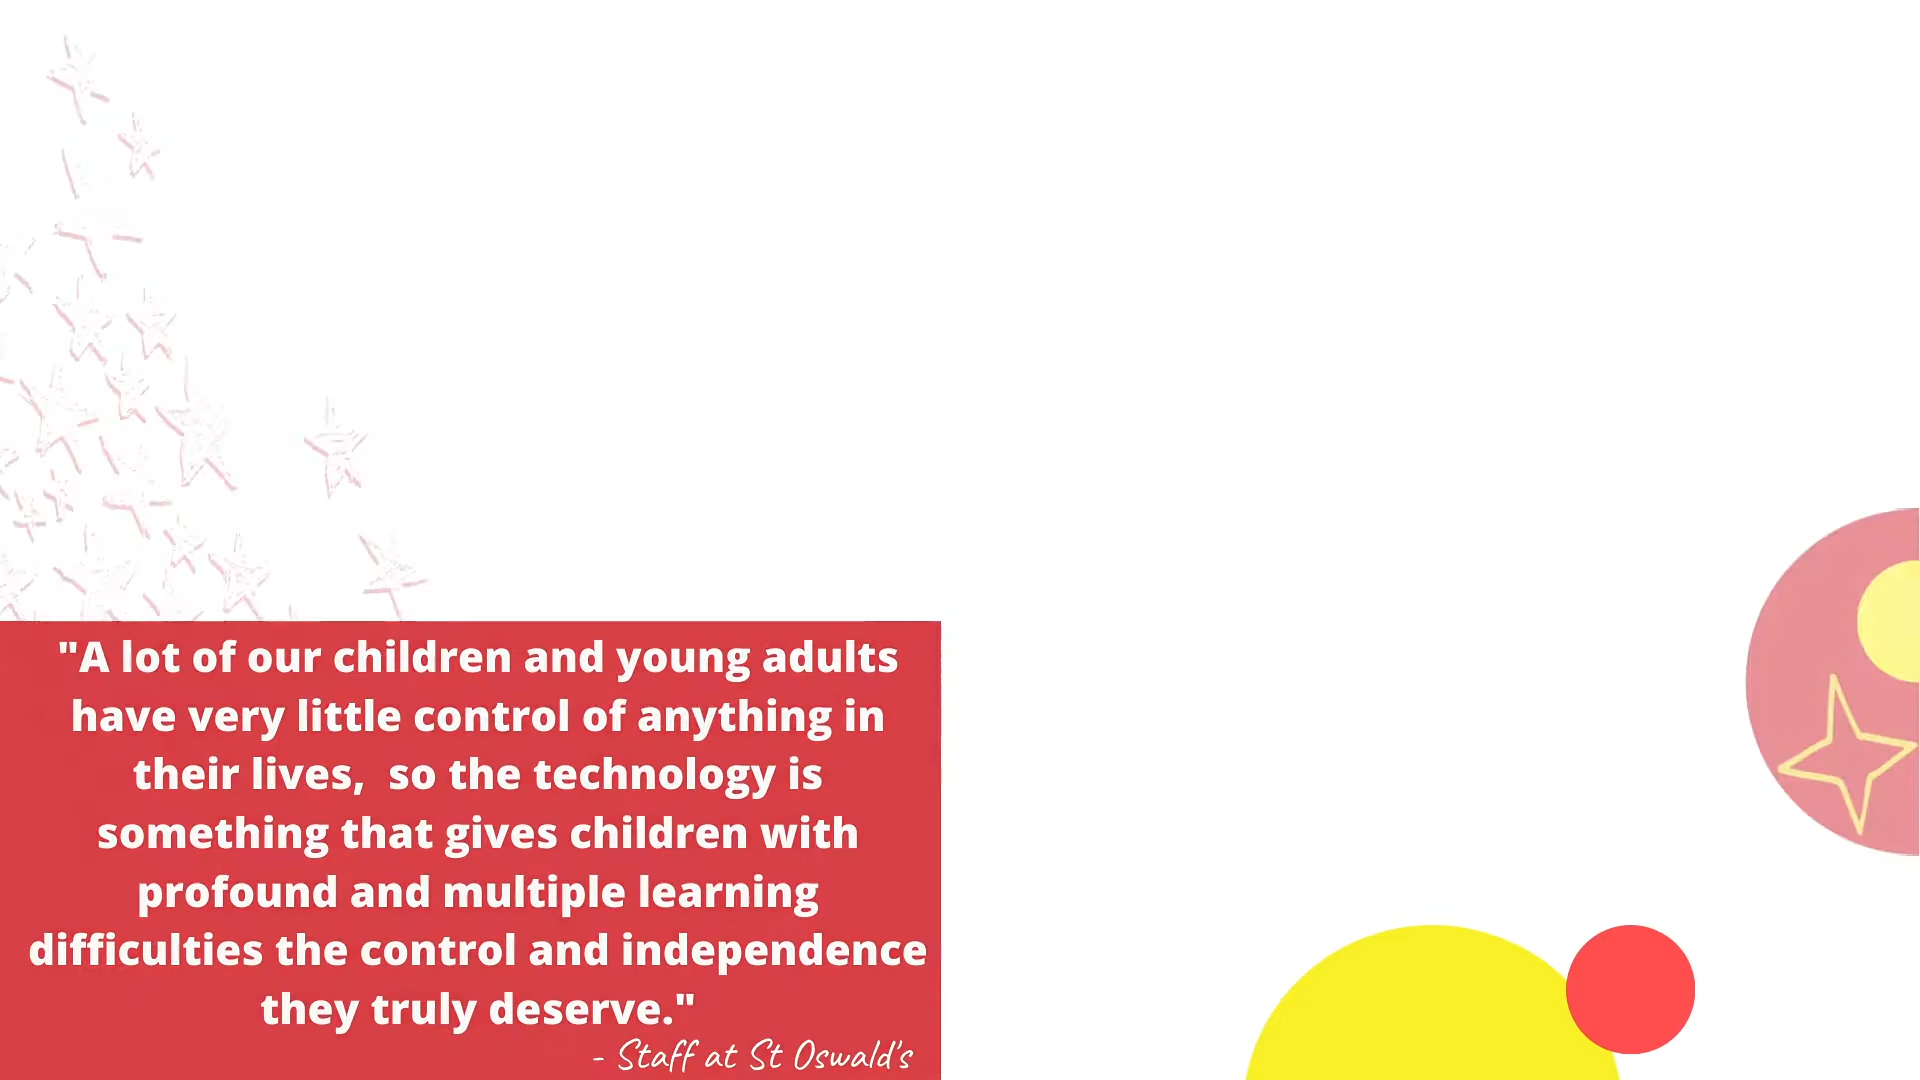 "A lot of our children and young adults
have very little control of anything in
their lives,  so the technology is
something that gives children with
profound and multiple learning
difficulties the control and independence
they truly deserve."
- Staff at St Oswald's